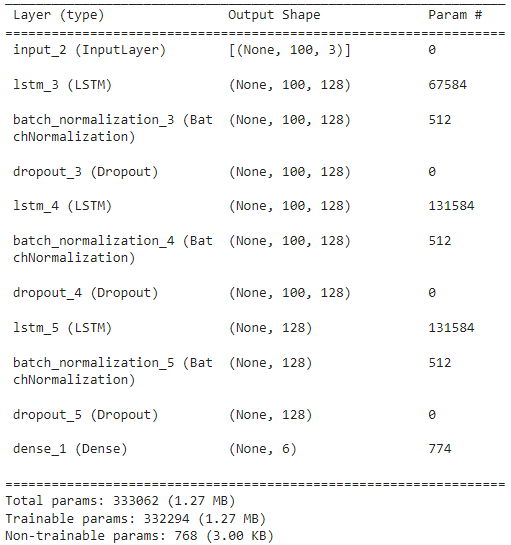 Layer (type) Output Shape Param #
=================================================================
input_2 (InputLayer) [(None, 100, 3)] 0
lstm_3 (LSTM) (None, 100, 128) 67584
batch_normalization_3 (Bat (None, 100, 128) 512
chNormalization)
dropout_3 (Dropout) (None, 100, 128) 0
lstm_4 (LSTM) (None, 100, 128) 131584
batch_normalization_4 (Bat (None, 100, 128) 512
chNormalization)
dropout_4 (Dropout) (None, 100, 128) 0
lstm_5 (LSTM) (None, 128) 131584
batch_normalization_5 (Bat (None, 128) 512
chNormalization)
dropout_5 (Dropout) (None, 128) 0
dense_1 (Dense) (None, 6) 774
=================================================================
Total params: 333062 (1.27 MB)
Trainable params: 332294 (1.27 MB)
Non-trainable params: 768 (3.00 KB)